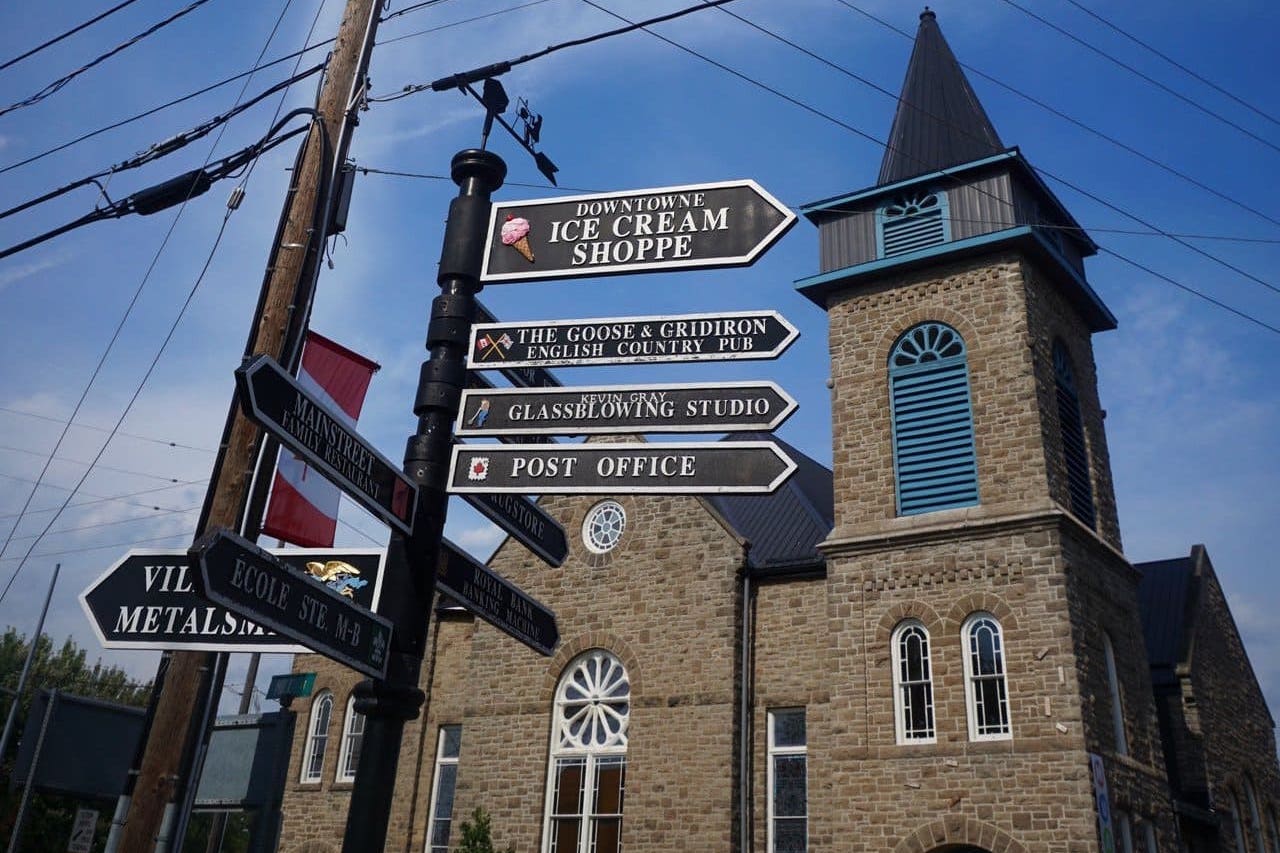 DOWNTOWNE
ICE CREAM
SHOPPE
THE GOOSE & GRIDIRON
ENGLISH COUNTRY PUB
KEVIN GRAY
GLASSBLOWING STUDIO
POST OFFICE
MAINSTREET
FAMILY RESTAURANT
ROYAL BANK
BANKING MACHINE
METALSM
ECOLE STE. M-B